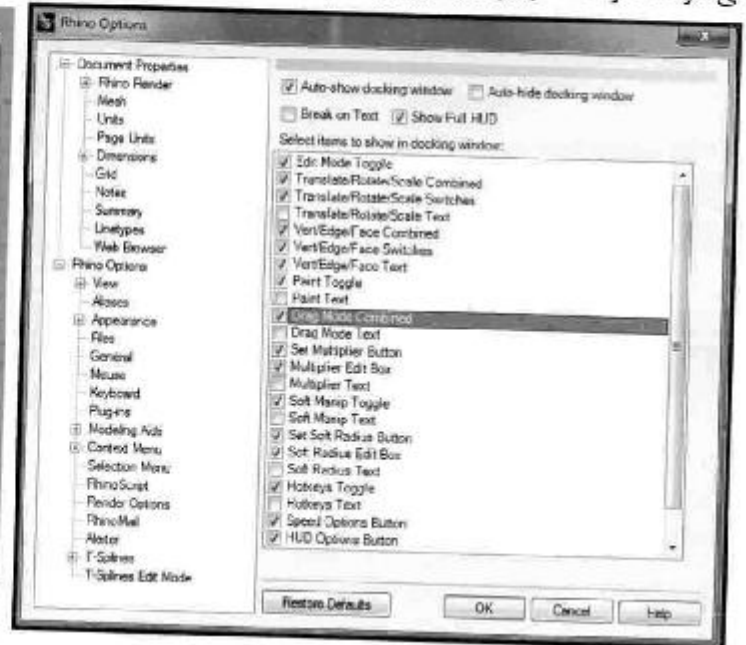 Rhino Options
Document Properties
Rhino Render
Mesh
Units
Page Units
Dimensions
Grid
Notes
Summary
Linetypes
Web Browser
Rhino Options
View
Aliases
Appearance
Files
General
Mouse
Keyboard
Plug-ins
Modeling Aids
Context Menu
Selection Menu
RhinoScript
Render Options
RhinoMail
Alerter
T-Splines
T-Splines Edit Mode
Auto-show docking window Auto-hide docking window
Break on Text Show Full HUD
Select items to show in docking window:
Edit Mode Toggle
Translate/Rotate/Scale Combined
Translate/Rotate/Scale Switches
Translate/Rotate/Scale Text
Vert/Edge/Face Combined
Vert/Edge/Face Switches
Vert/Edge/Face Text
Paint Toggle
Paint Text
Drag Mode Combined
Drag Mode Text
Set Multiplier Button
Multiplier Edit Box
Multiplier Text
Soft Manip Toggle
Soft Manip Text
Set Soft Radius Button
Soft Radius Edit Box
Soft Radius Text
Hotkeys Toggle
Hotkeys Text
Speed Options Button
HUD Options Button
Restore Defaults OK Cancel Help